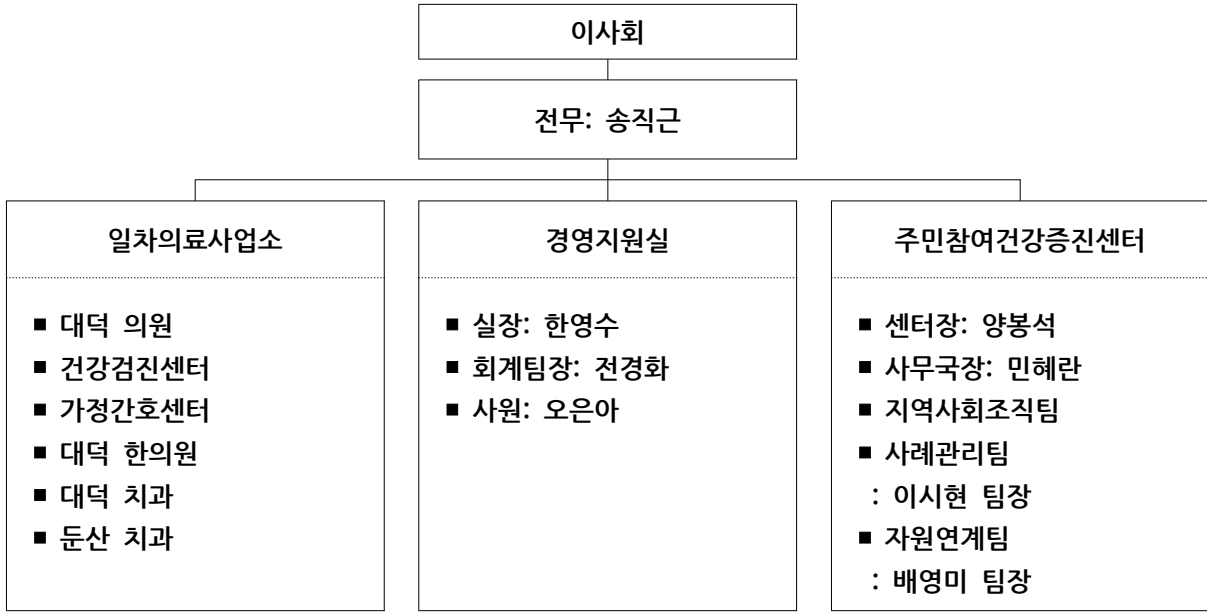 이사회
전무: 송직근
일차의료사업소
■ 대덕 의원
■ 건강검진센터
■ 가정간호센터
■ 대덕 한의원
■ 대덕 치과
■ 둔산 치과
경영지원실
■ 실장: 한영수
■ 회계팀장: 전경화
■ 사원: 오은아
주민참여건강증진센터
■ 센터장: 양봉석
■ 사무국장: 민혜란
■ 지역사회조직팀
■ 사례관리팀
: 이시현 팀장
■ 자원연계팀
: 배영미 팀장